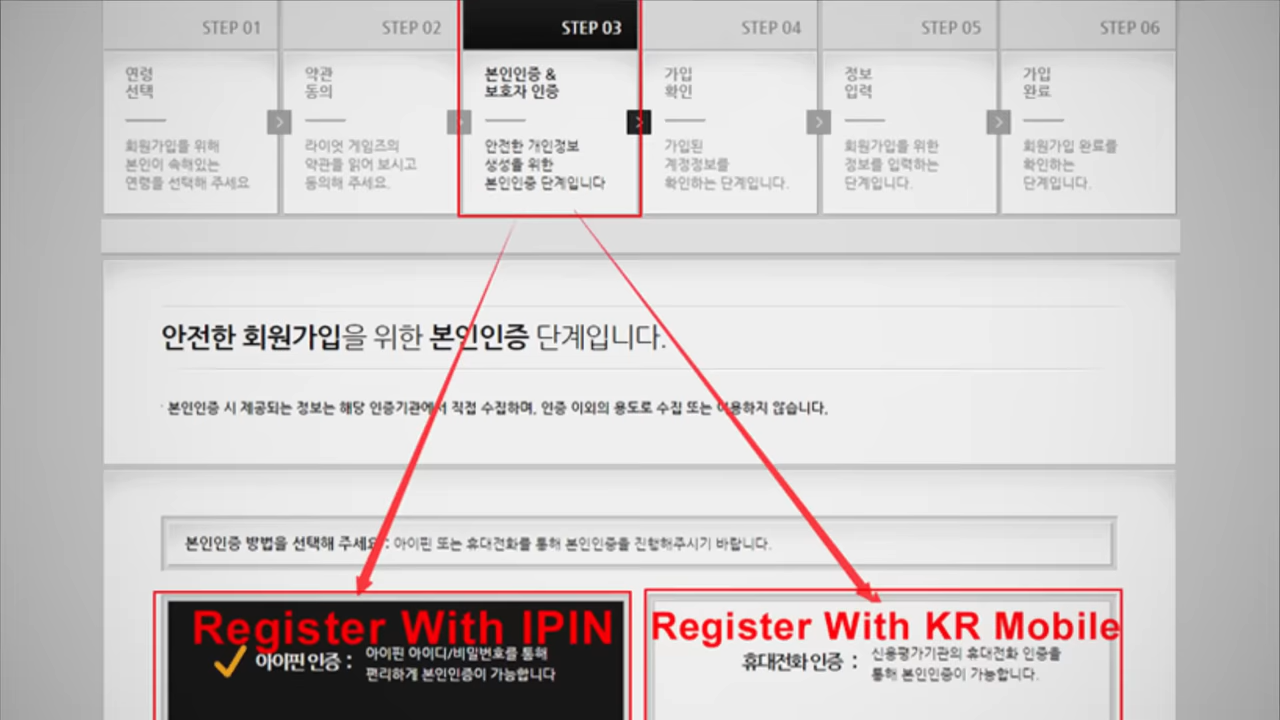 STEP 01
연령
선택
회원가입을 위해
본인이 속해있는
연령을 선택해 주세요
STEP 02
약관
동의
라이엇 게임즈의
약관을 읽어 보시고
동의해 주세요.
STEP 03
본인인증 &
보호자 인증
안전한 개인정보
생성을 위한
본인인증 단계입니다
STEP 04
가입
확인
가입된
계정정보를
확인하는 단계입니다.
STEP 05
정보
입력
회원가입을 위한
정보를 입력하는
단계입니다.
STEP 06
가입
완료
회원가입 완료를
확인하는
단계입니다.
안전한 회원가입을 위한 본인인증 단계입니다.
· 본인인증 시 제공되는 정보는 해당 인증기관에서 직접 수집하며, 인증 이외의 용도로 수집 또는 이용하지 않습니다.
본인인증 방법을 선택해 주세요 : 아이핀 또는 휴대전화를 통해 본인인증을 진행해주시기 바랍니다.
Register With IPIN
아이핀 인증 : 아이핀 아이디/비밀번호를 통해
편리하게 본인인증이 가능합니다
Register With KR Mobile
휴대전화 인증 : 신용평가기관의 휴대전화 인증을
통해 본인인증이 가능합니다.